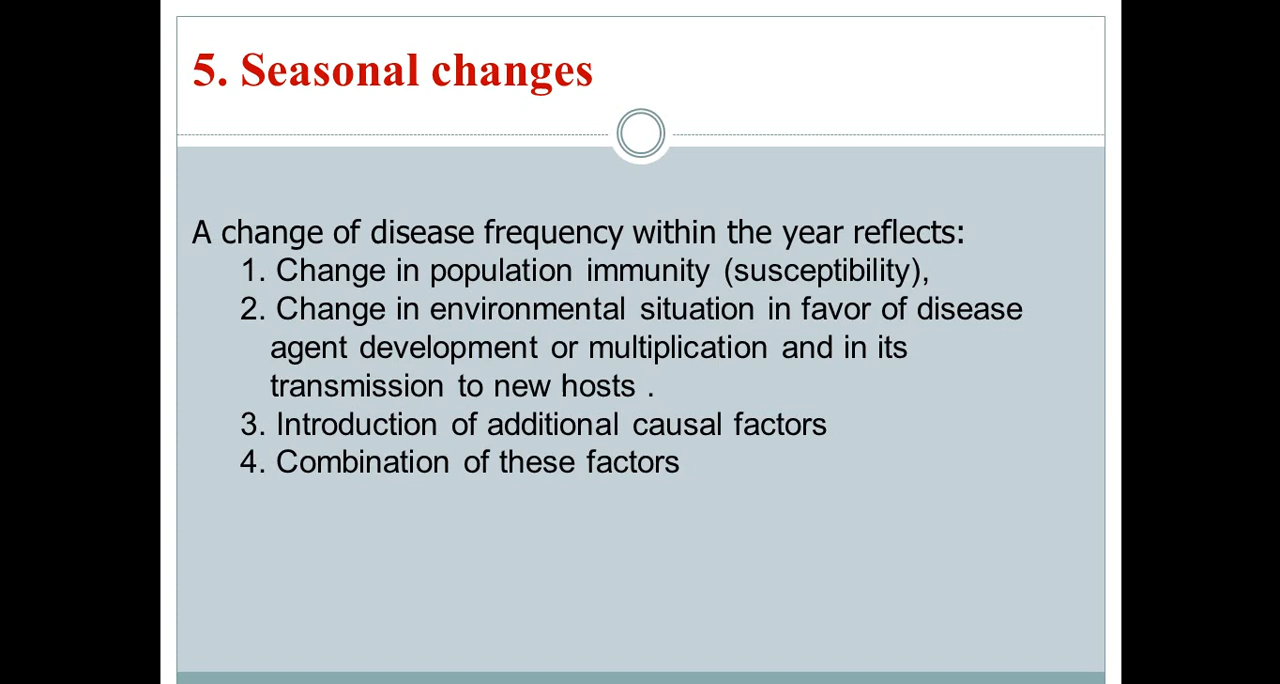 5. Seasonal changes
A change of disease frequency within the year reflects:
1. Change in population immunity (susceptibility),
2. Change in environmental situation in favor of disease
agent development or multiplication and in its
transmission to new hosts .
3. Introduction of additional causal factors
4. Combination of these factors